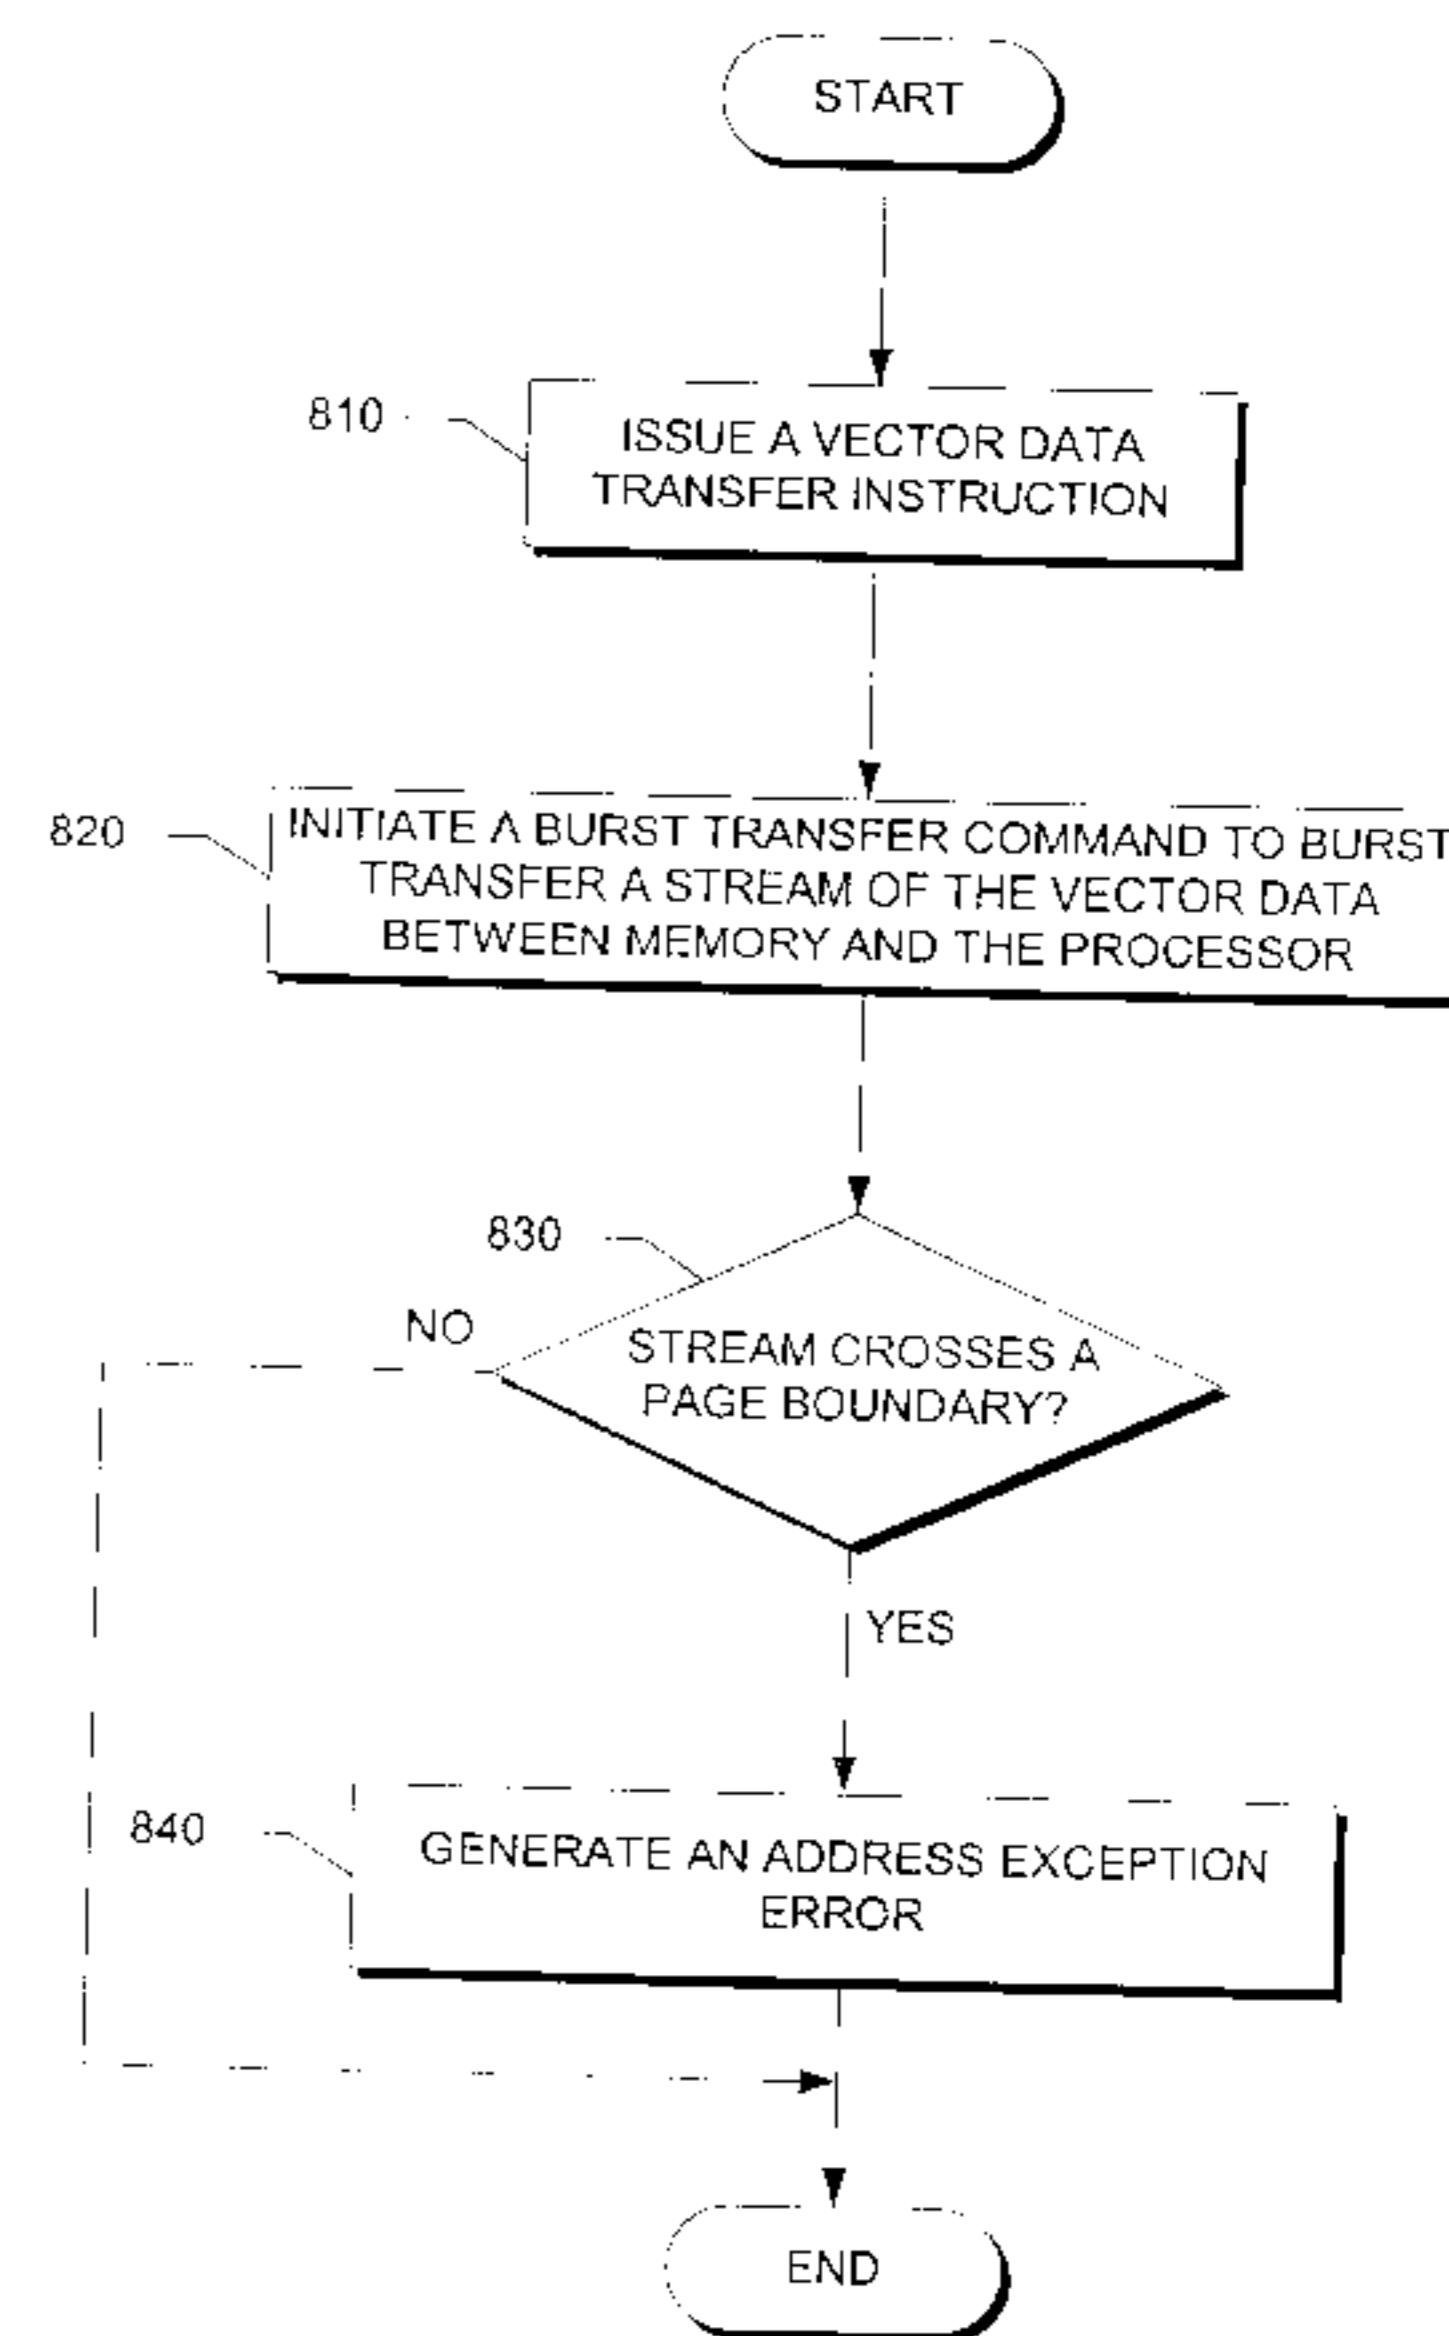 START
810
ISSUE A VECTOR DATA
TRANSFER INSTRUCTION
820
INITIATE A BURST TRANSFER COMMAND TO BURST
TRANSFER A STREAM OF THE VECTOR DATA
BETWEEN MEMORY AND THE PROCESSOR
830
NO
STREAM CROSSES A
PAGE BOUNDARY?
YES
840
GENERATE AN ADDRESS EXCEPTION
ERROR
END